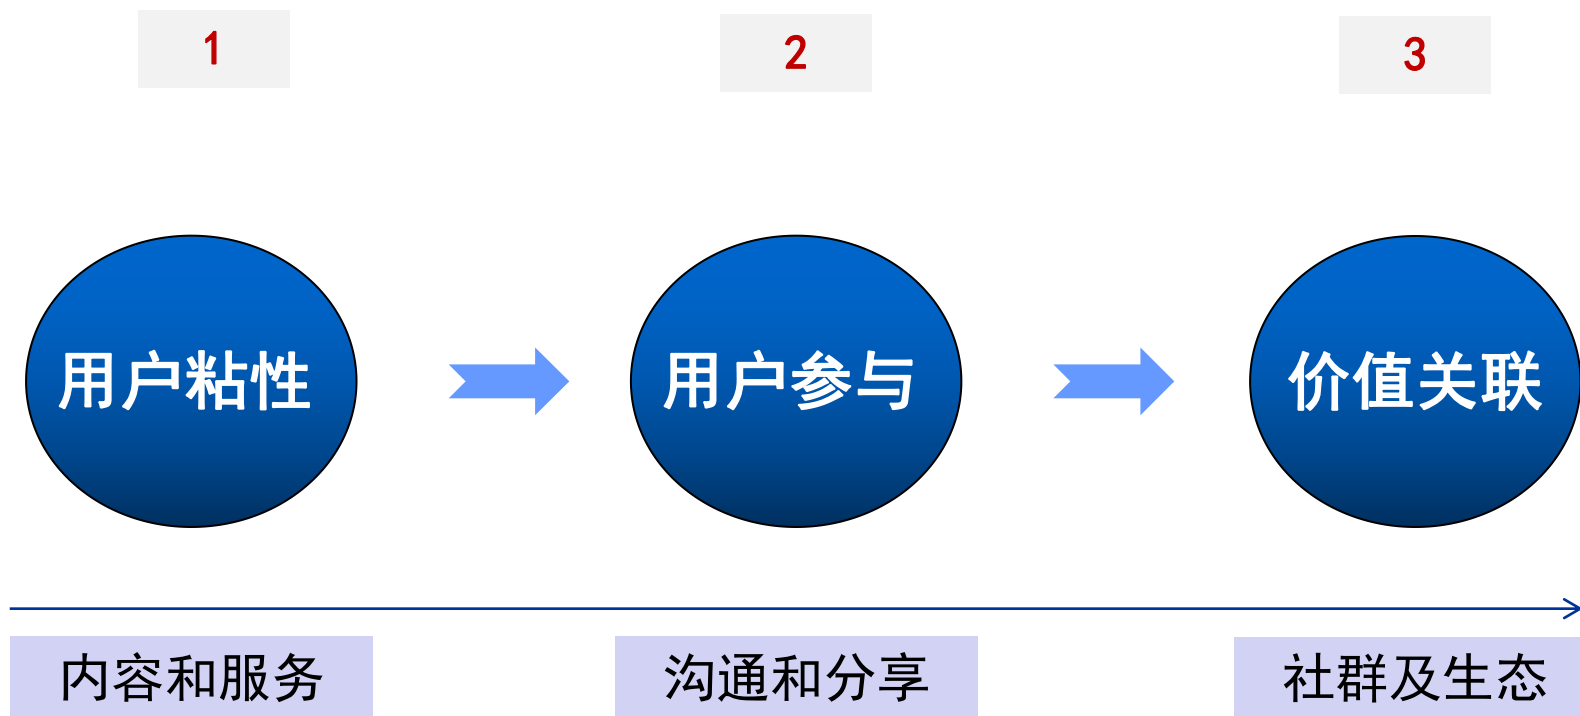 1
2
3
用户粘性
用户参与
价值关联
内容和服务
沟通和分享
社群及生态